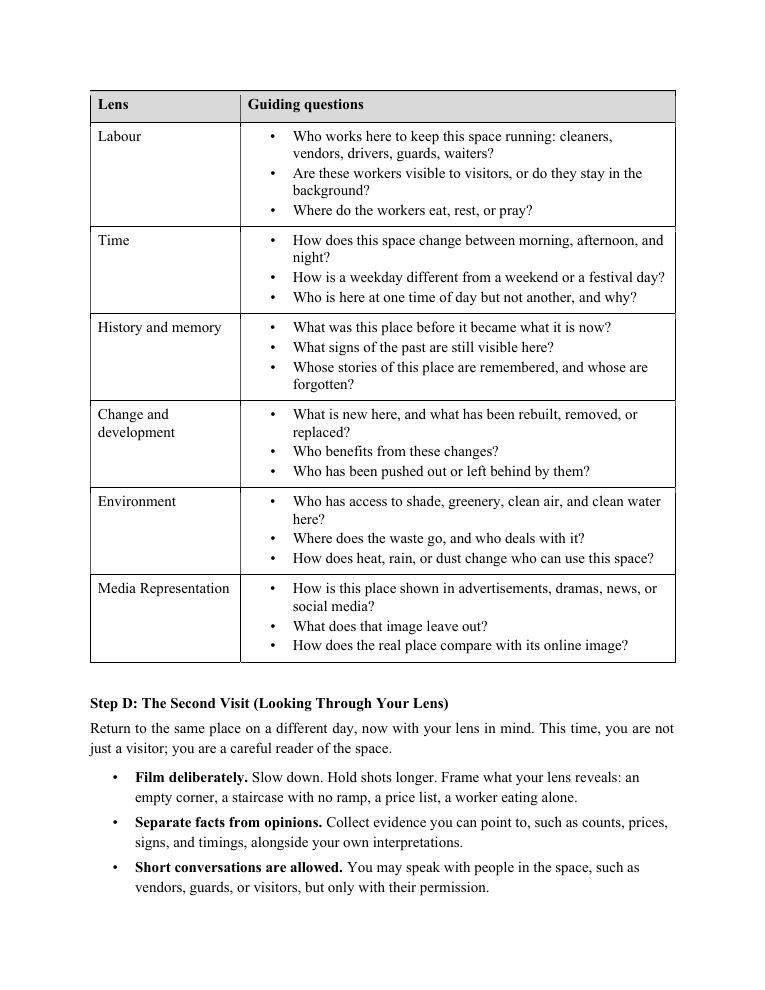 Lens Guiding questions
Labour
• Who works here to keep this space running: cleaners,
vendors, drivers, guards, waiters?
• Are these workers visible to visitors, or do they stay in the
background?
• Where do the workers eat, rest, or pray?
Time
• How does this space change between morning, afternoon, and
night?
• How is a weekday different from a weekend or a festival day?
• Who is here at one time of day but not another, and why?
History and memory
• What was this place before it became what it is now?
• What signs of the past are still visible here?
• Whose stories of this place are remembered, and whose are
forgotten?
Change and
development
• What is new here, and what has been rebuilt, removed, or
replaced?
• Who benefits from these changes?
• Who has been pushed out or left behind by them?
Environment
• Who has access to shade, greenery, clean air, and clean water
here?
• Where does the waste go, and who deals with it?
• How does heat, rain, or dust change who can use this space?
Media Representation
• How is this place shown in advertisements, dramas, news, or
social media?
• What does that image leave out?
• How does the real place compare with its online image?
Step D: The Second Visit (Looking Through Your Lens)
Return to the same place on a different day, now with your lens in mind. This time, you are not
just a visitor; you are a careful reader of the space.
• Film deliberately. Slow down. Hold shots longer. Frame what your lens reveals: an
empty corner, a staircase with no ramp, a price list, a worker eating alone.
• Separate facts from opinions. Collect evidence you can point to, such as counts, prices,
signs, and timings, alongside your own interpretations.
• Short conversations are allowed. You may speak with people in the space, such as
vendors, guards, or visitors, but only with their permission.